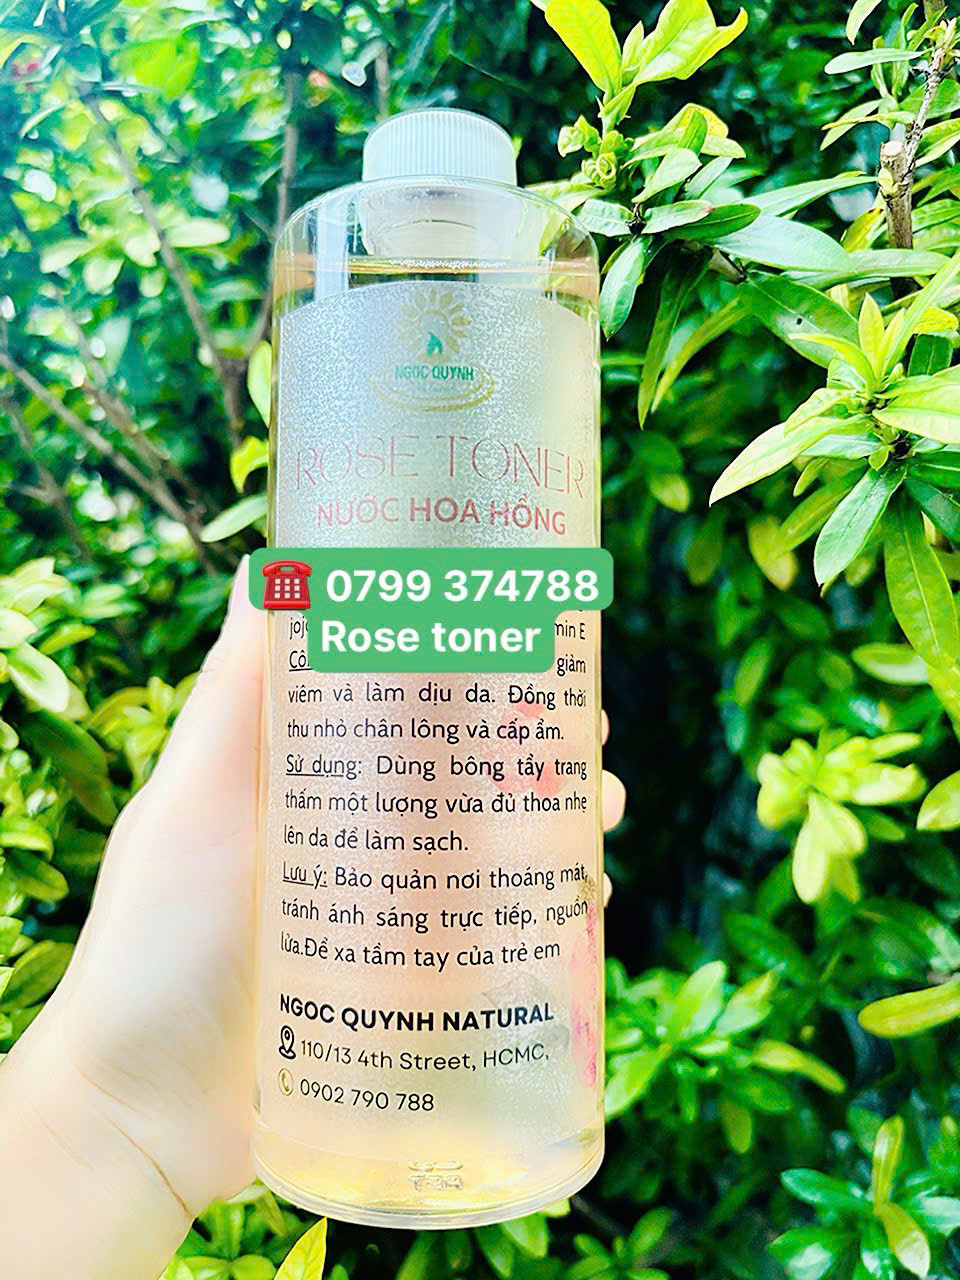 NGOC QUYNH
ROSE TONER
NƯỚC HOA HỒNG
0799 374788
Rose toner
min E
giảm
viêm và làm dịu da. Đồng thời
thu nhỏ chân lông và cấp ẩm.
Sử dụng: Dùng bông tẩy trang
thấm một lượng vừa đủ thoa nhẹ
lên da để làm sạch.
Lưu ý: Bảo quản nơi thoáng mát,
tránh ánh sáng trực tiếp, nguồn
lửa.Để xa tầm tay của trẻ em
NGOC QUYNH NATURAL
110/13 4th Street, HCMC,
0902 790 788